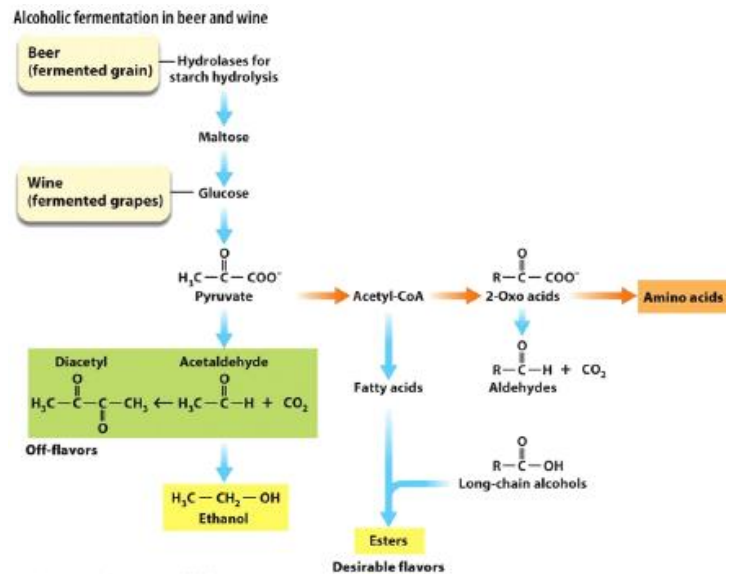 Alcoholic fermentation in beer and wine
Beer
(fermented grain)
Hydrolases for
starch hydrolysis
Maltose
Wine
(fermented grapes)
Glucose
O
H₃C—C—COO⁻
Pyruvate
Acetyl-CoA
O
R—C—COO⁻
2-Oxo acids
Amino acids
Diacetyl
O
H₃C—C—C—CH₃
O
Acetaldehyde
O
H₃C—C—H + CO₂
Off-flavors
Fatty acids
O
R—C—H + CO₂
Aldehydes
O
R—C—OH
Long-chain alcohols
H₃C—CH₂—OH
Ethanol
Esters
Desirable flavors